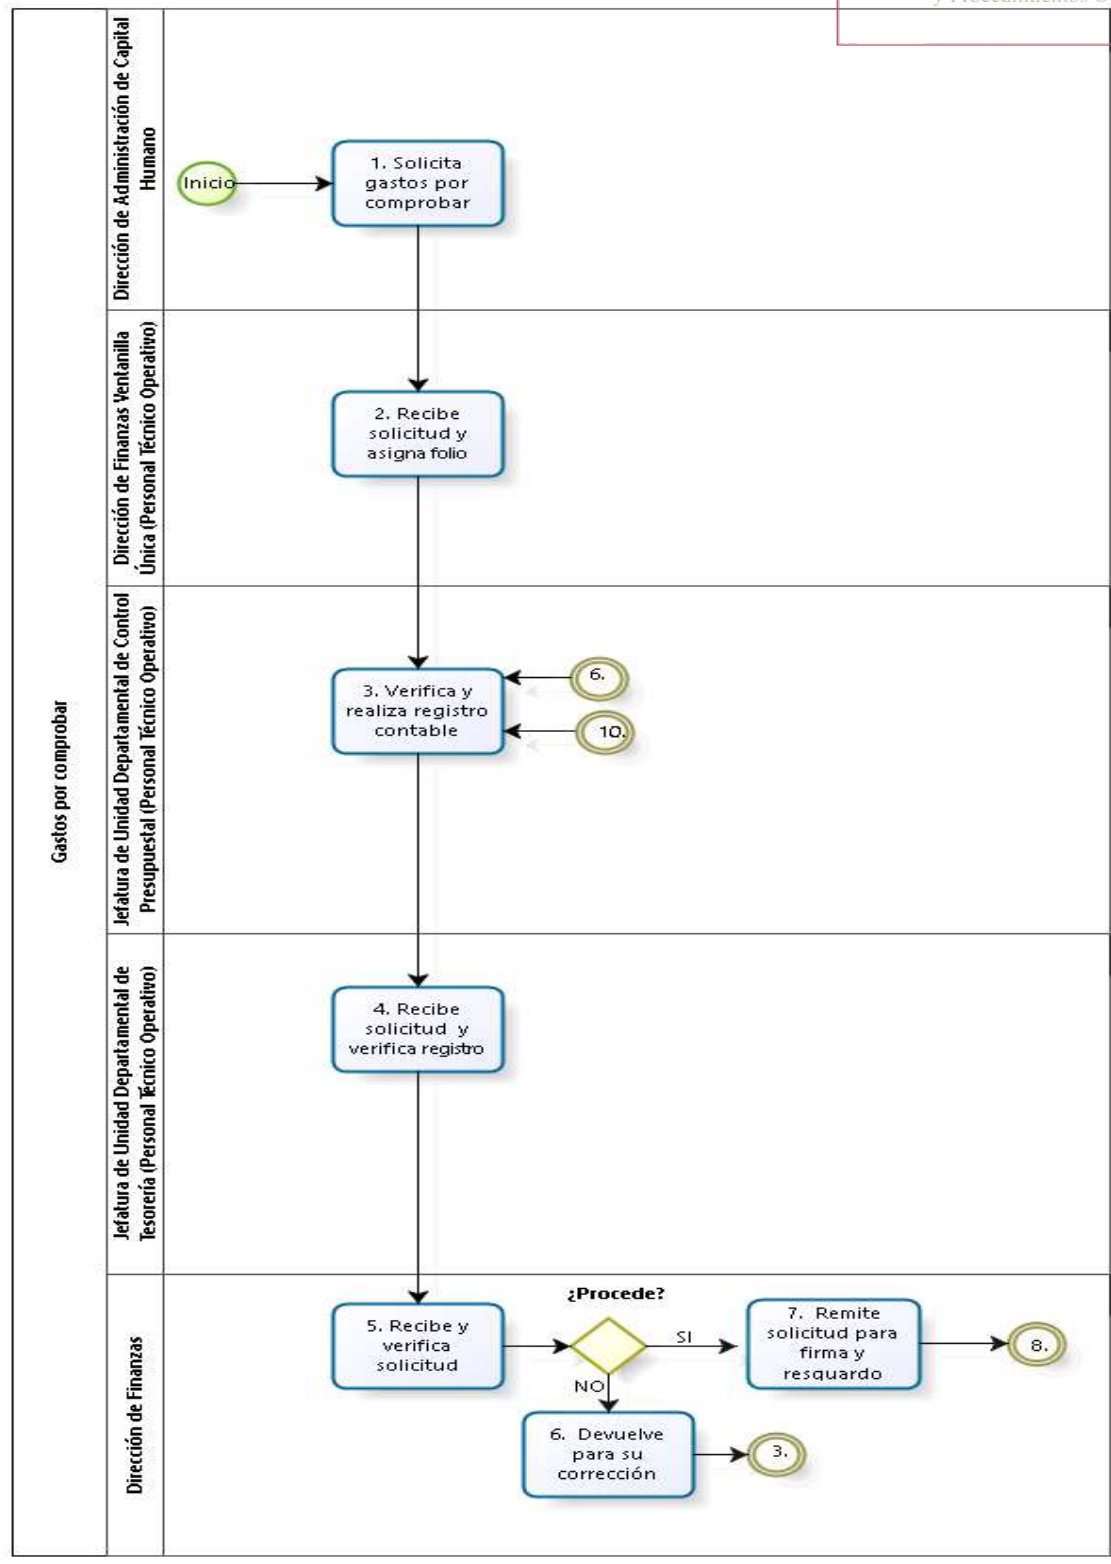 y Procedimientos
Gastos por comprobar
Dirección de Administración de Capital
Humano
Inicio
1. Solicita
gastos por
comprobar
Dirección de Finanzas Ventanilla
Única (Personal Técnico Operativo)
2. Recibe
solicitud y
asigna folio
Jefatura de Unidad Departamental de Control
Presupuestal (Personal Técnico Operativo)
3. Verifica y
realiza registro
contable
6.
10.
Jefatura de Unidad Departamental de
Tesorería (Personal Técnico Operativo)
4. Recibe
solicitud y
verifica registro
Dirección de Finanzas
5. Recibe y
verifica
solicitud
¿Procede?
SI
NO
7. Remite
solicitud para
firma y
resguardo
8.
6. Devuelve
para su
corrección
3.